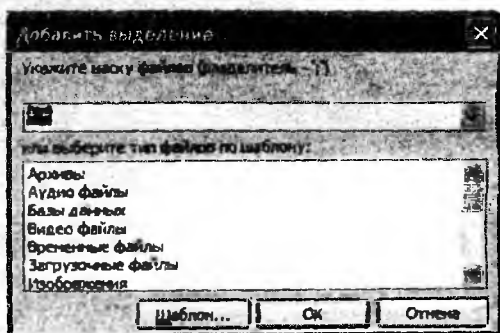 Добавить выделение
Укажите маску файлов (разделитель - ';')
или выберите тип файлов по шаблону:
Архивы
Аудио файлы
Базы данных
Видео файлы
Временные файлы
Загрузочные файлы
Изображения
Шаблон... ОК Отмена